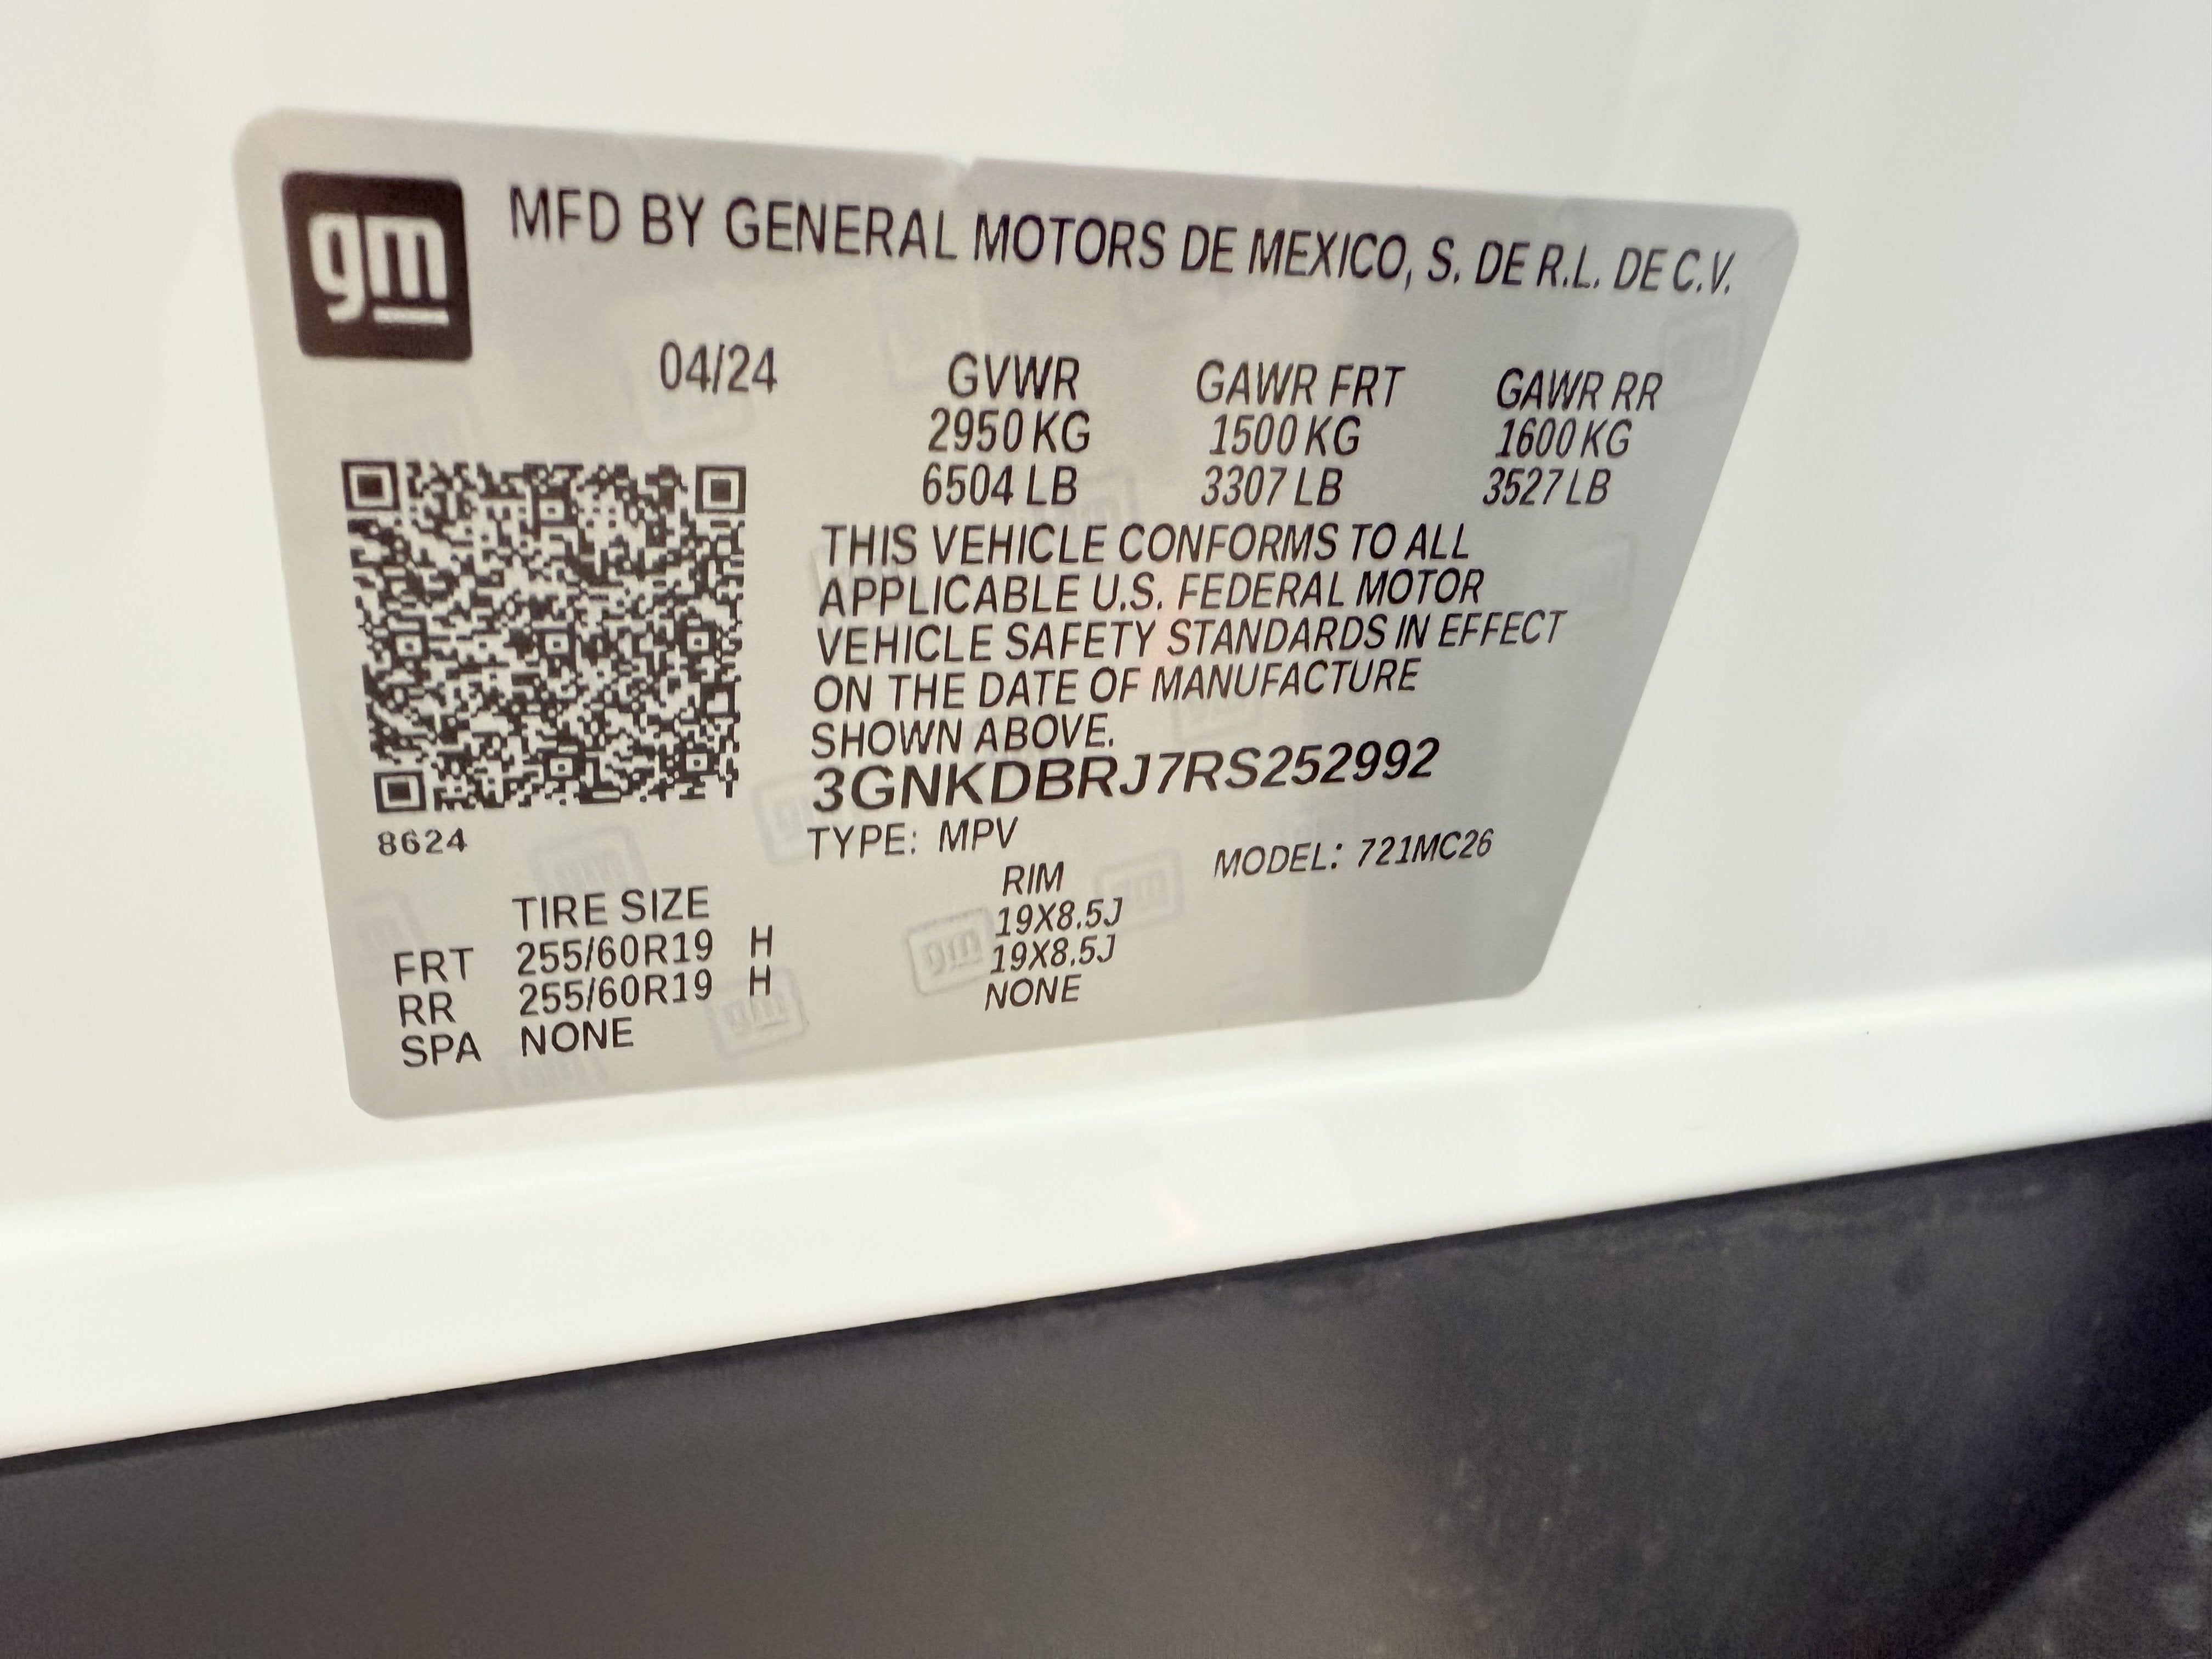 gm MFD BY GENERAL MOTORS DE MEXICO, S. DE R.L. DE C.V.
04/24 GVWR GAWR FRT GAWR RR
2950 KG 1500 KG 1600 KG
6504 LB 3307 LB 3527 LB
THIS VEHICLE CONFORMS TO ALL
APPLICABLE U.S. FEDERAL MOTOR
VEHICLE SAFETY STANDARDS IN EFFECT
ON THE DATE OF MANUFACTURE
SHOWN ABOVE.
3GNKDBRJ7RS252992
8624 TYPE: MPV MODEL: 721MC26
TIRE SIZE RIM
FRT 255/60R19 H 19X8.5J
RR 255/60R19 H 19X8.5J
SPA NONE NONE